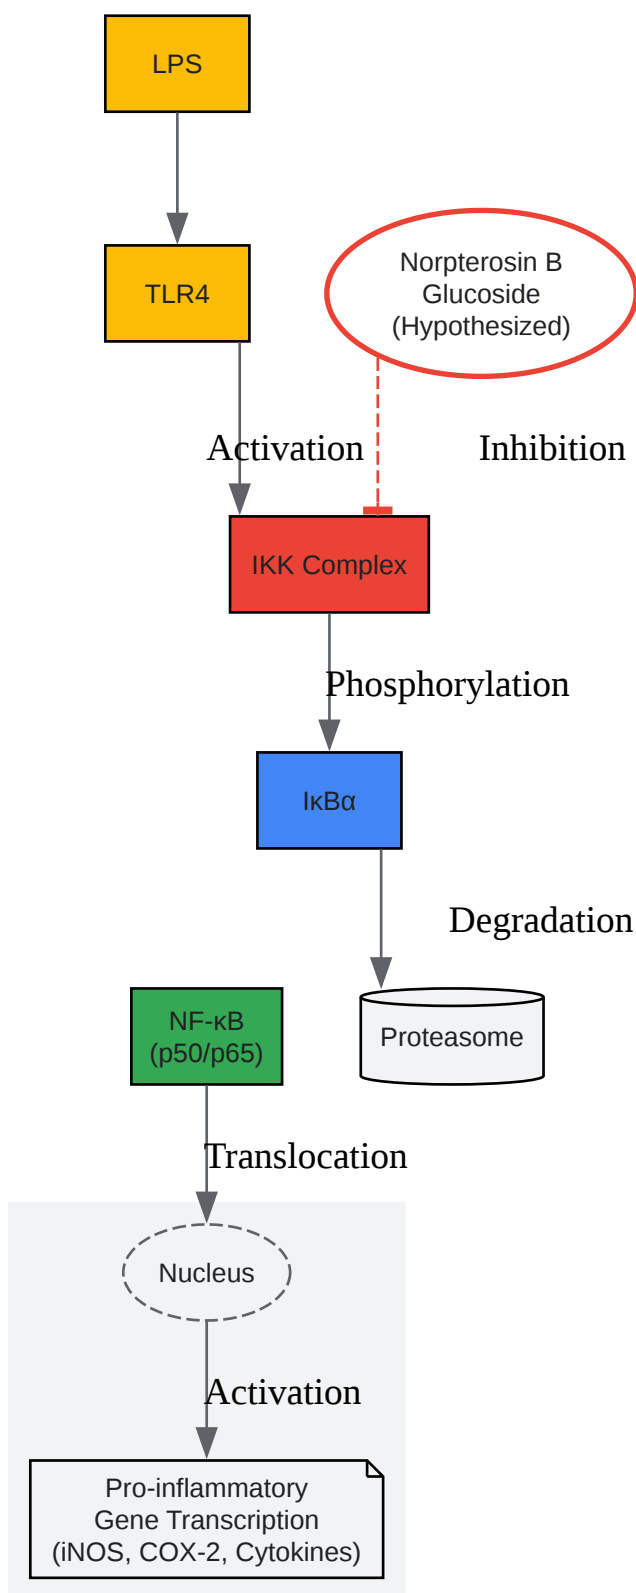 LPS
TLR4
Norpterosin B
Glucoside
(Hypothesized)
Activation
Inhibition
IKK Complex
Phosphorylation
IκBα
Degradation
NF-κB
(p50/p65)
Proteasome
Translocation
Nucleus
Activation
Pro-inflammatory
Gene Transcription
(iNOS, COX-2, Cytokines)